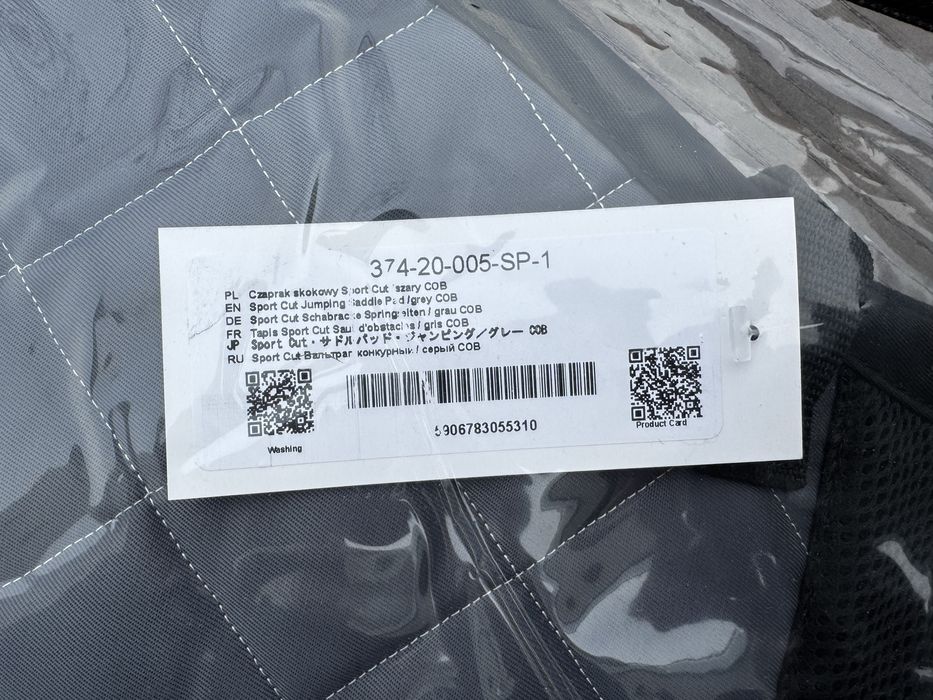 374-20-005-SP-1
PL Czaprak skokowy Sport Cut /szary COB
EN Sport Cut Jumping Saddle Pad /grey COB
DE Sport Cut Schabracke Springreiten / grau COB
FR Tapis Sport Cut Saut d'obstacles / gris COB
JP Sport Cut・サドルパッド・ジャンピング／グレー COB
RU Sport Cut Вальтрап конкурный / серый COB
5906783055310
Washing
Product Card